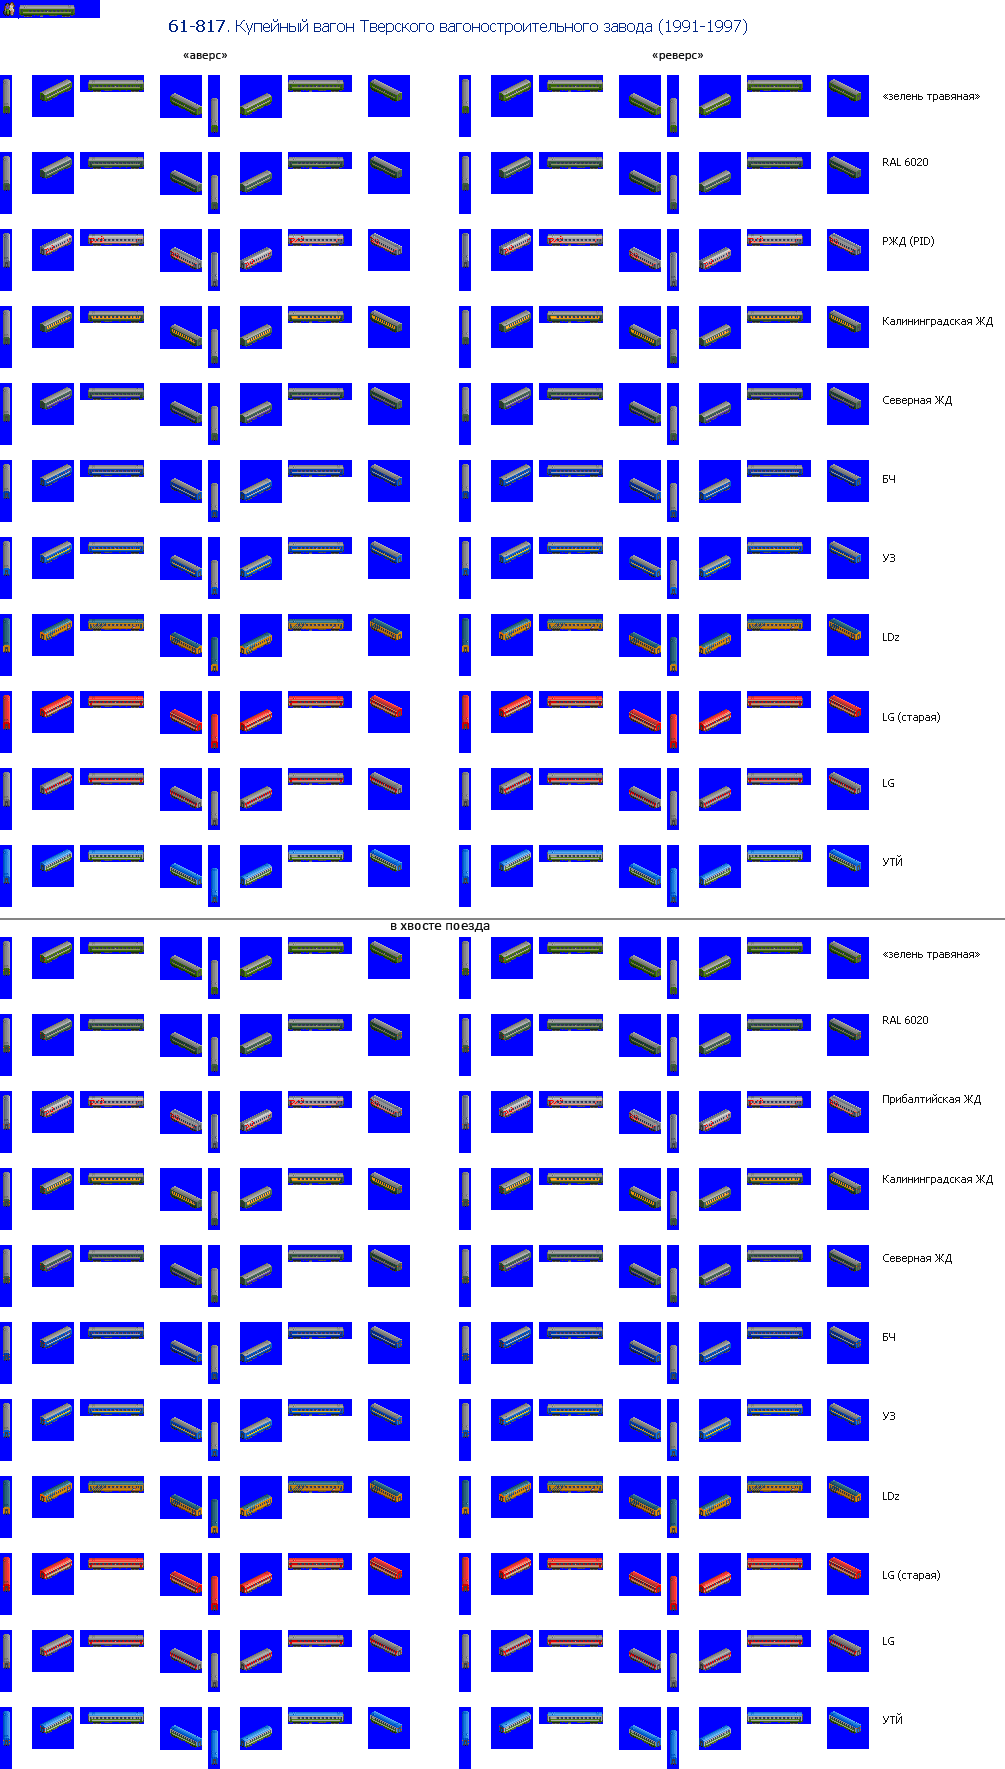 61-817. Купейный вагон Тверского вагоностроительного завода (1991-1997)
«аверс»
«реверс»
«зелень травяная»
RAL 6020
РЖД (PID)
Калининградская ЖД
Северная ЖД
БЧ
УЗ
LDz
LG (старая)
LG
УТЙ
в хвосте поезда
«зелень травяная»
RAL 6020
Прибалтийская ЖД
Калининградская ЖД
Северная ЖД
БЧ
УЗ
LDz
LG (старая)
LG
УТЙ